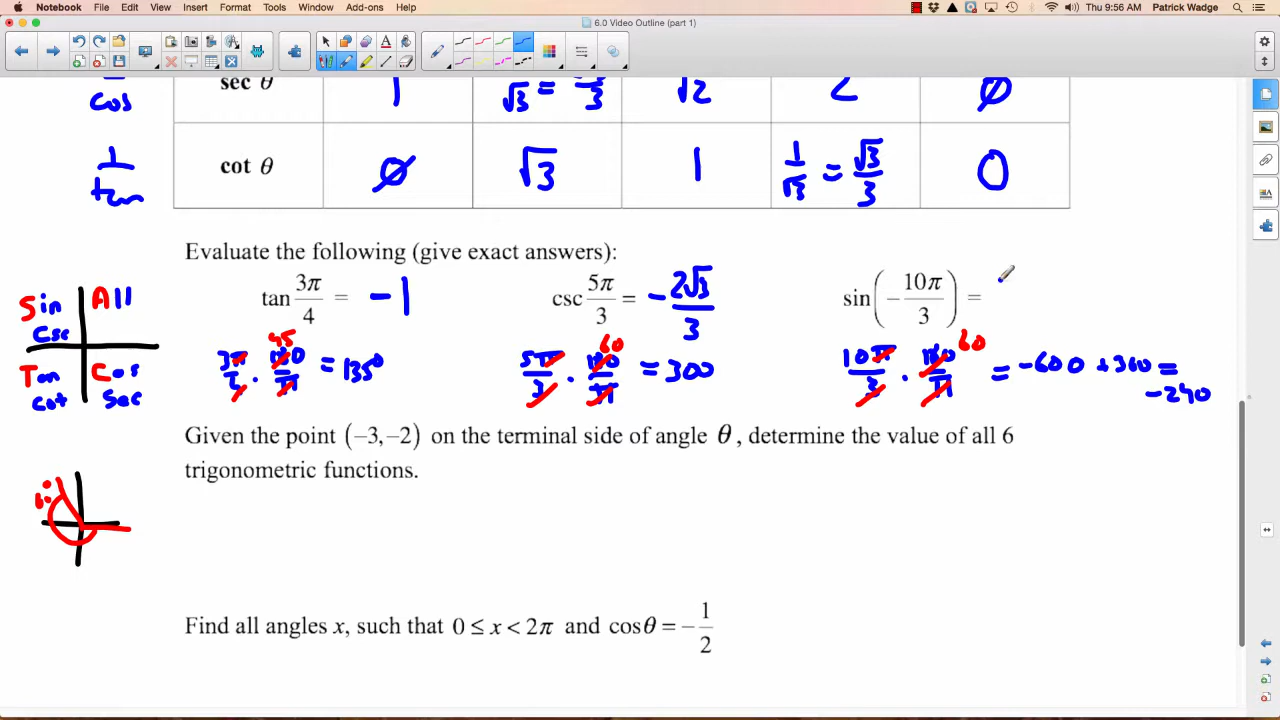 Notebook File Edit View Insert Format Tools Window Add-ons Help Thu 9:56 AM Patrick Wadge
6.0 Video Outline (part 1)
cos sec θ 1 √3 = 3 √2 2 ∅
1/tan cot θ ∅ √3 1 1/√3 = √3/3 0
Evaluate the following (give exact answers):
tan 3π/4 = -1 csc 5π/3 = -2√3/3 sin(-10π/3) =
Sin All
Csc
Tan Cos
Cot Sec
3π/4 · 180/π = 135° 45
5π/3 · 180/π = 300 60
10π/3 · 180/π = -600 + 360 = 60
-240
Given the point (–3,–2) on the terminal side of angle θ, determine the value of all 6
trigonometric functions.
60
Find all angles x, such that 0 ≤ x < 2π and cosθ = -1/2